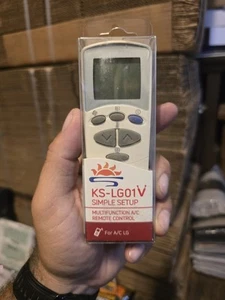 KS-LG01V
SIMPLE SETUP
MULTIFUNCTION A/C
REMOTE CONTROL
For A/C LG